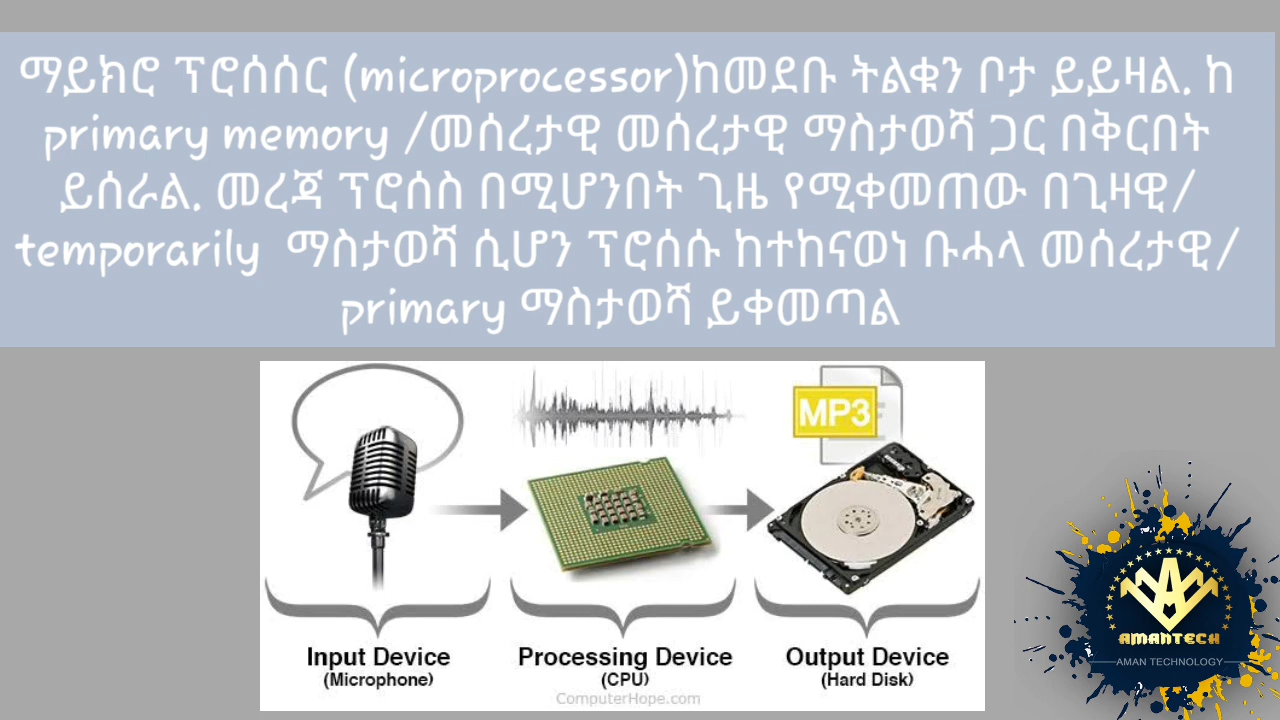 ማይክሮ ፕሮሰሰር (microprocessor)ከመደቡ ትልቁን ቦታ ይይዛል. ከ
primary memory /መሰረታዊ መሰረታዊ ማስታወሻ ጋር በቅርበት
ይሰራል. መረጃ ፕሮሰስ በሚሆንበት ጊዜ የሚቀመጠው በጊዛዊ/
temporarily ማስታወሻ ሲሆን ፕሮሰሱ ከተከናወነ ቡሓላ መሰረታዊ/
primary ማስታወሻ ይቀመጣል
MP3
Input Device
(Microphone)
Processing Device
(CPU)
Output Device
(Hard Disk)
ComputerHope.com
AMANTECH
AMAN TECHNOLOGY